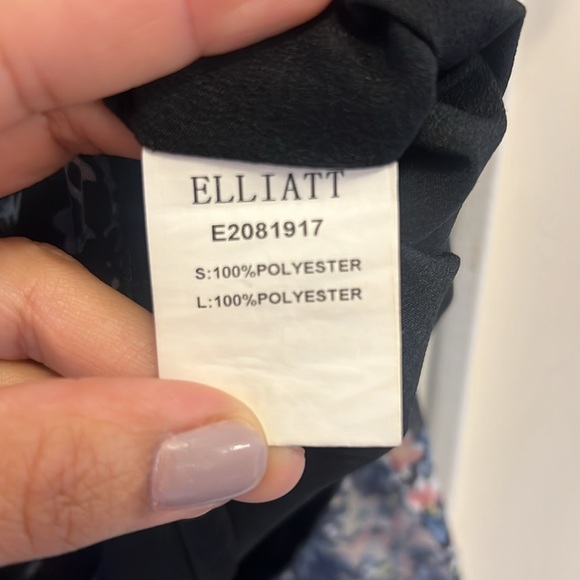 ELLIATT
E2081917
S:100%POLYESTER
L:100%POLYESTER